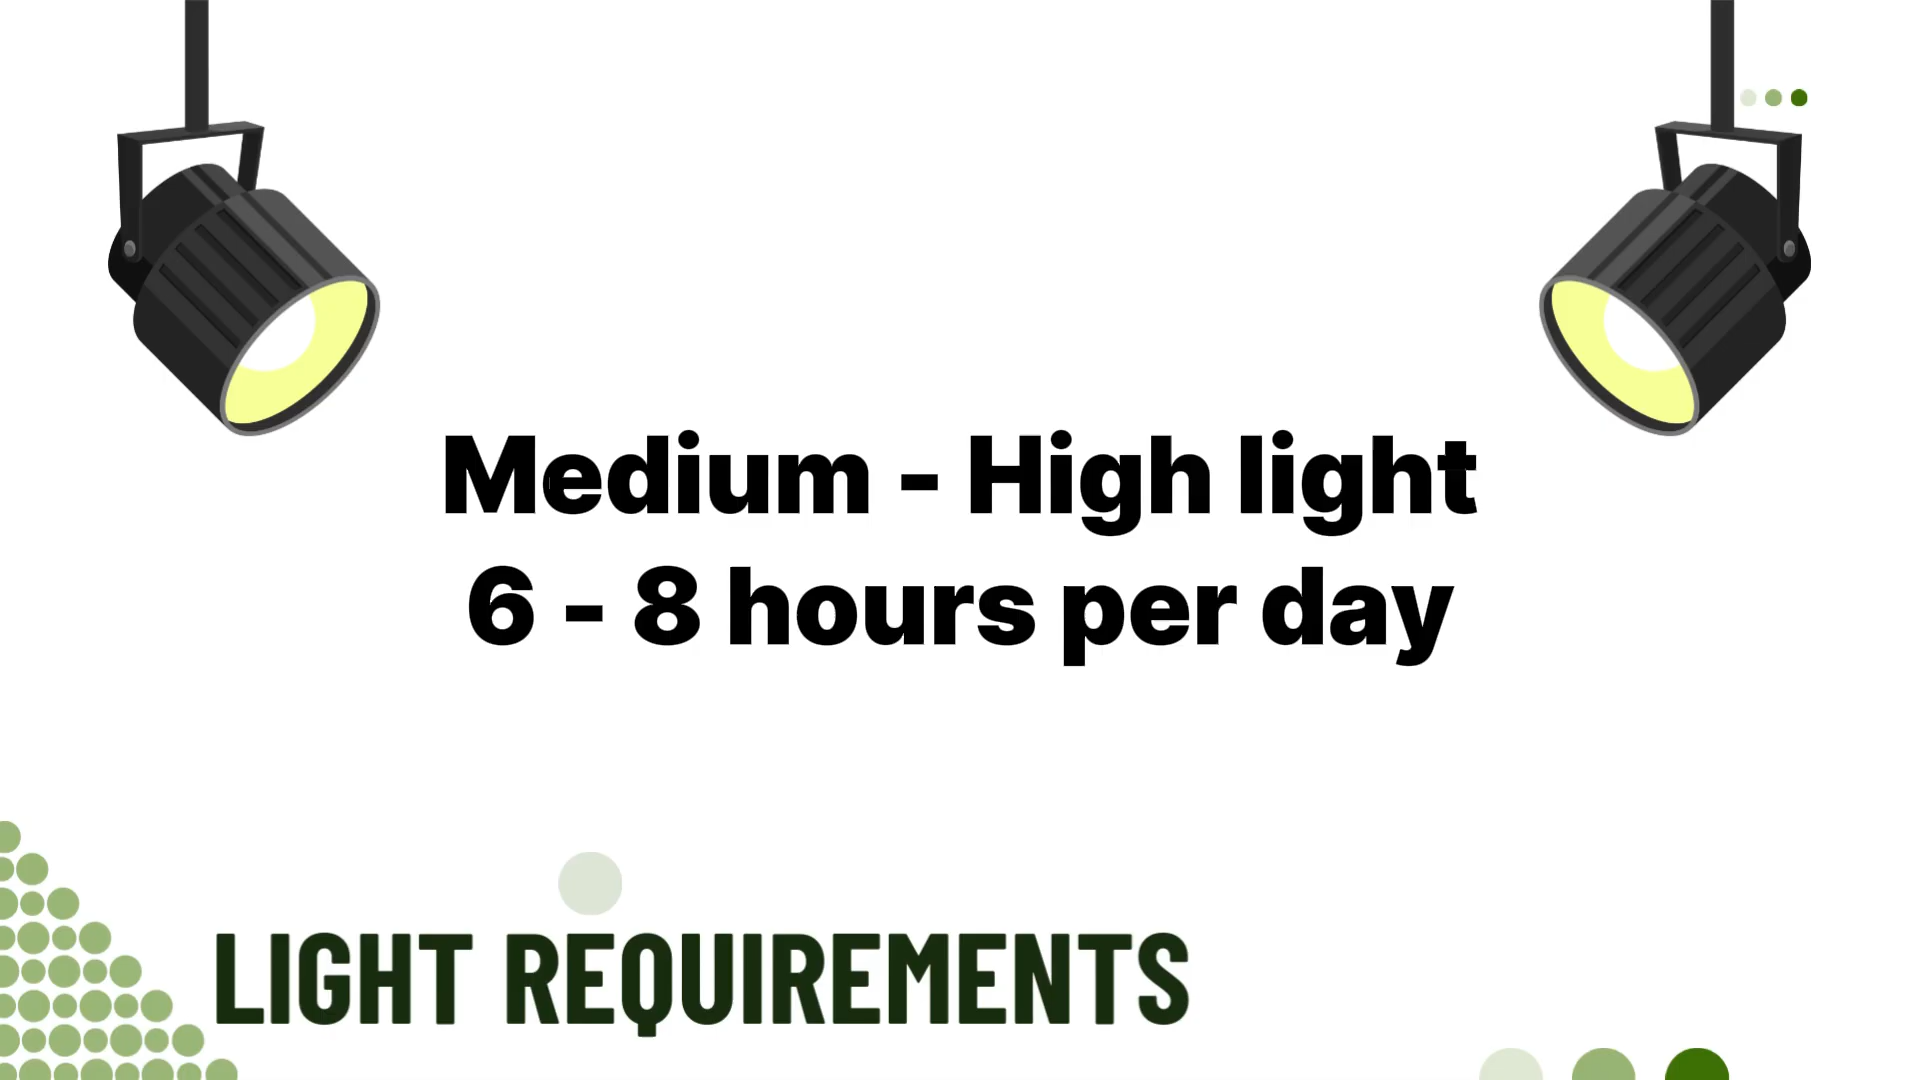 Medium - High light
6 - 8 hours per day
LIGHT REQUIREMENTS